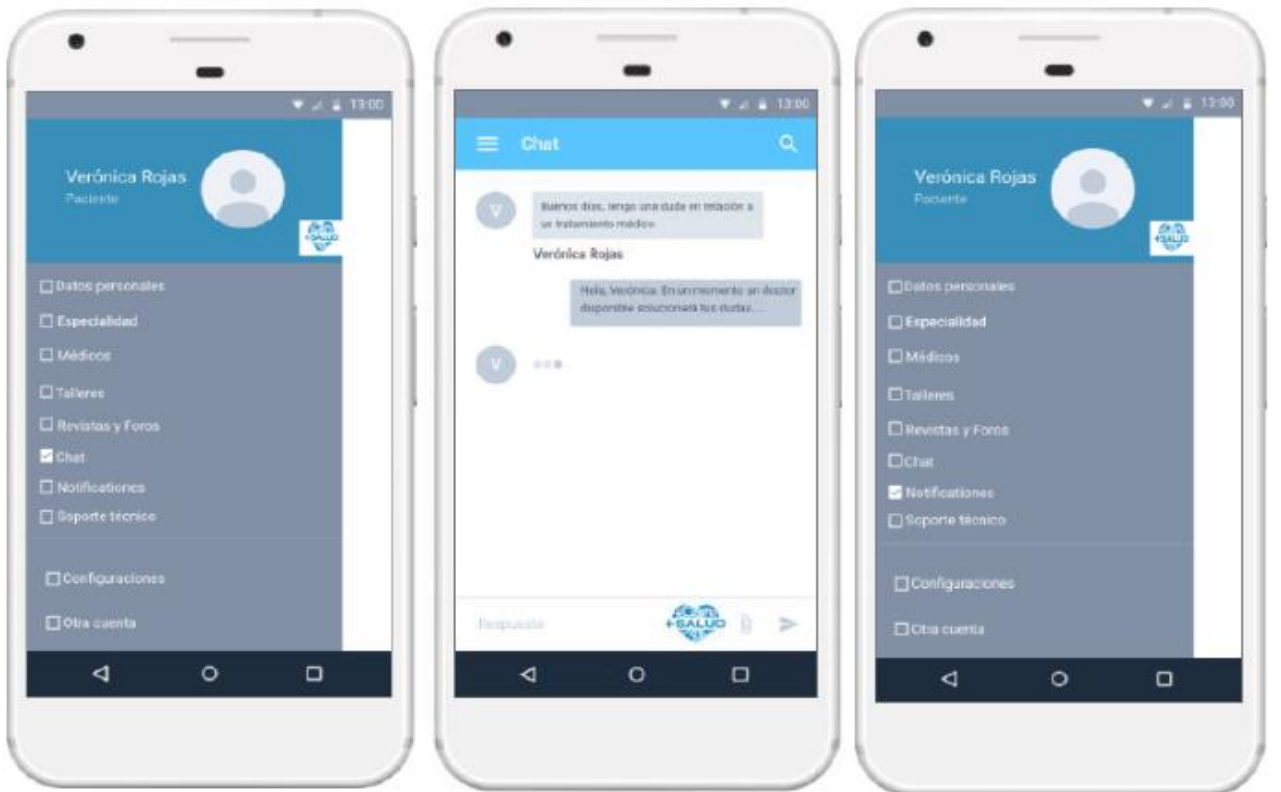 13:00
Verónica Rojas
Paciente
+SALUD
Datos personales
Especialidad
Médicos
Talleres
Revistas y Foros
Chat
Notificationes
Soporte técnico
Configuraciones
Otra cuenta
13:00
Chat
V
Buenos días, tengo una duda en relación a
un tratamiento médico
Verónica Rojas
Hola, Verónica. En un momento un doctor
disponible solucionará tus dudas....
V
Respuesta
+SALUD
13:00
Verónica Rojas
Paciente
+SALUD
Datos personales
Especialidad
Médicos
Talleres
Revistas y Foros
Chat
Notificationes
Soporte técnico
Configuraciones
Otra cuenta